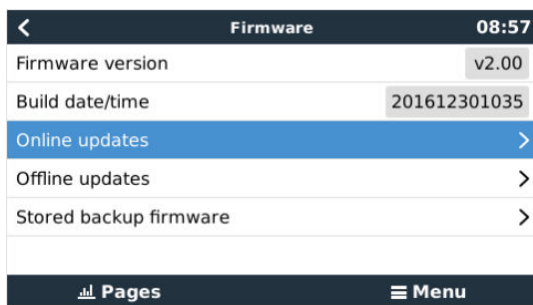 Firmware 08:57
Firmware version v2.00
Build date/time 201612301035
Online updates
Offline updates
Stored backup firmware
Pages Menu